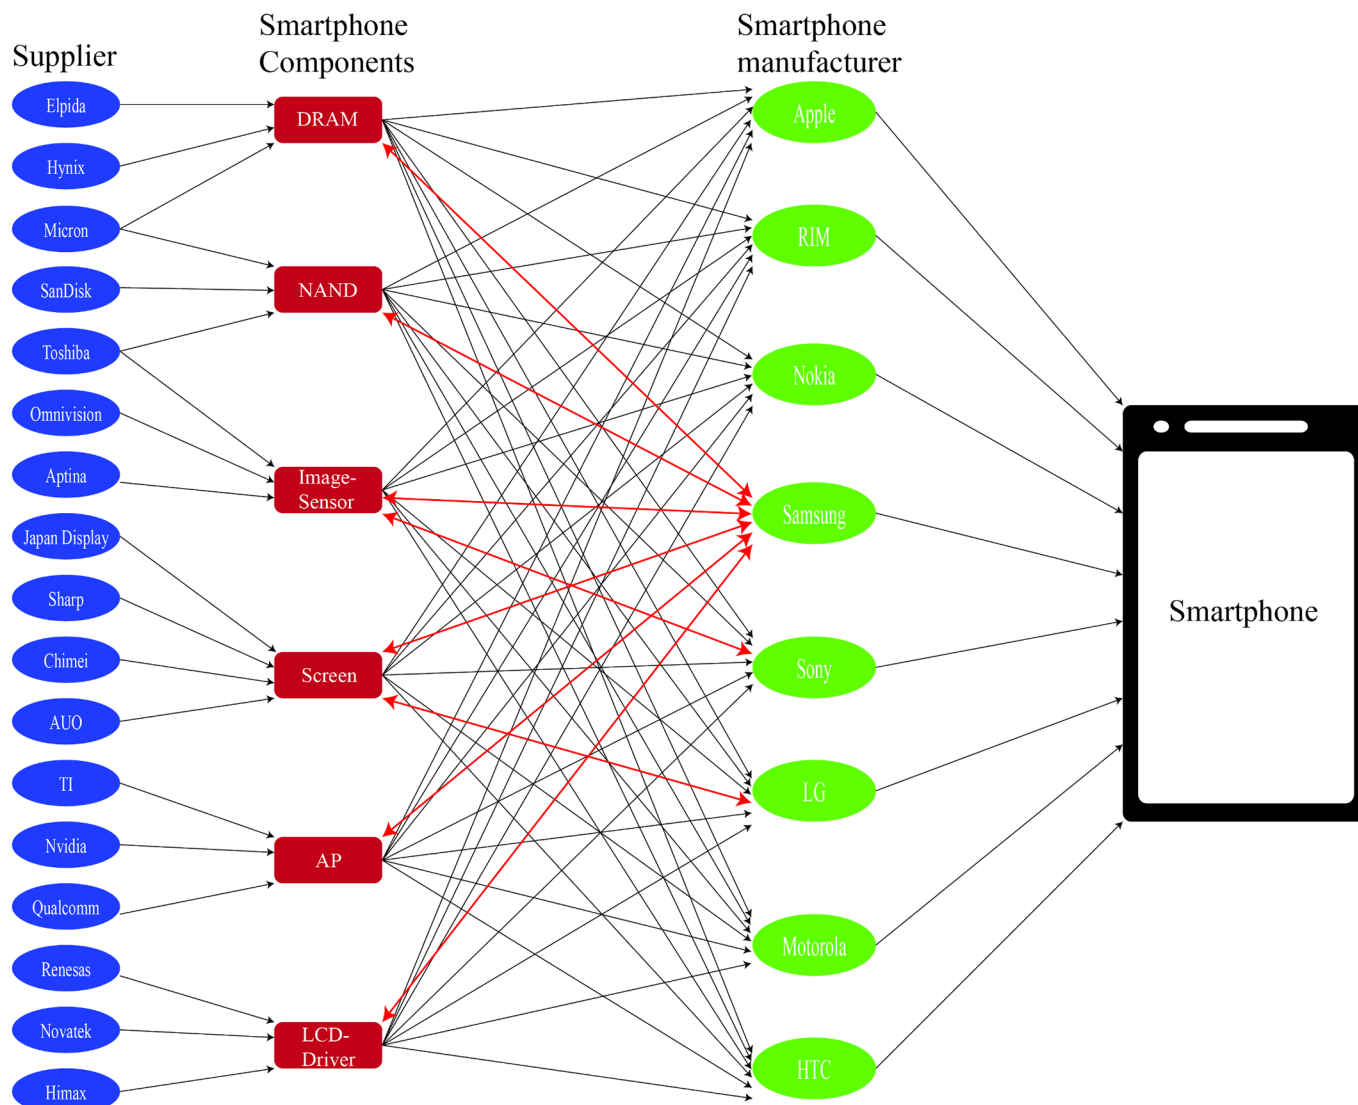 Supplier
Smartphone
Components
Smartphone
manufacturer
Elpida
Hynix
Micron
SanDisk
Toshiba
Omnivision
Aptina
Japan Display
Sharp
Chimei
AUO
TI
Nvidia
Qualcomm
Renesas
Novatek
Himax
DRAM
NAND
Image-
Sensor
Screen
AP
LCD-
Driver
Apple
RIM
Nokia
Samsung
Sony
LG
Motorola
HTC
Smartphone